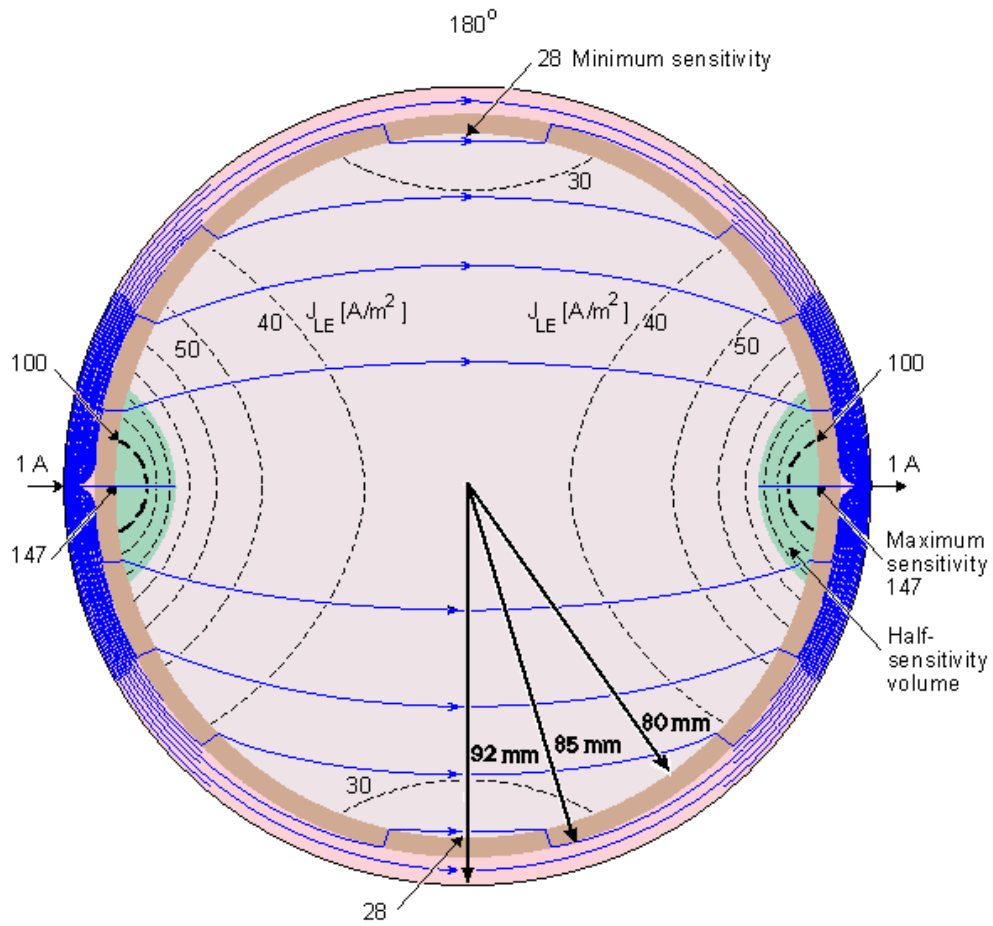 180°
28 Minimum sensitivity
30
J_LE [A/m²]
J_LE [A/m²]
40
40
50
50
100
100
1 A
1 A
147
Maximum
sensitivity
147
Half-
sensitivity
volume
80 mm
85 mm
92 mm
30
28